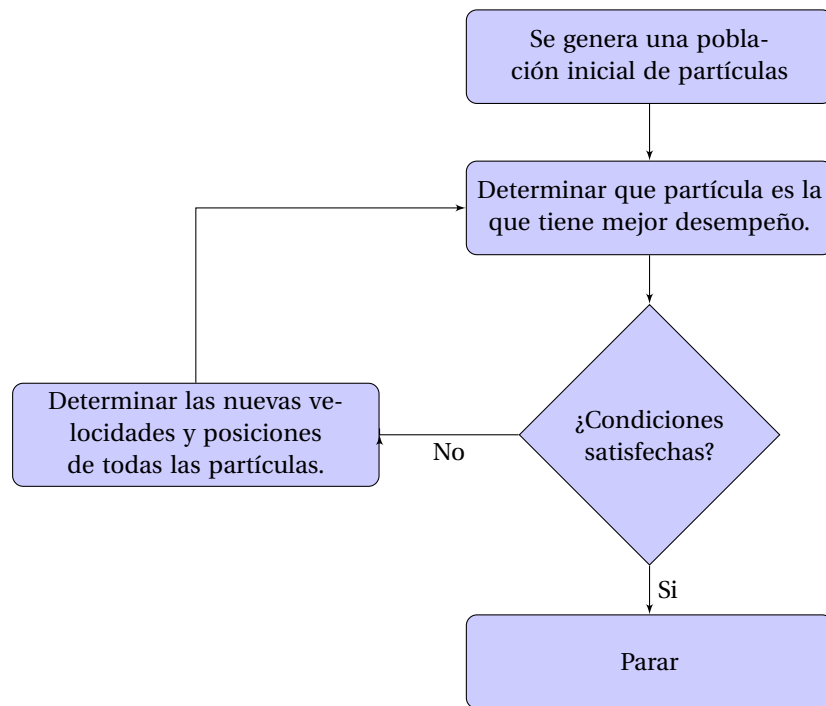 Se genera una pobla-
ción inicial de partículas
Determinar que partícula es la
que tiene mejor desempeño.
¿Condiciones
satisfechas?
No
Determinar las nuevas ve-
locidades y posiciones
de todas las partículas.
Si
Parar